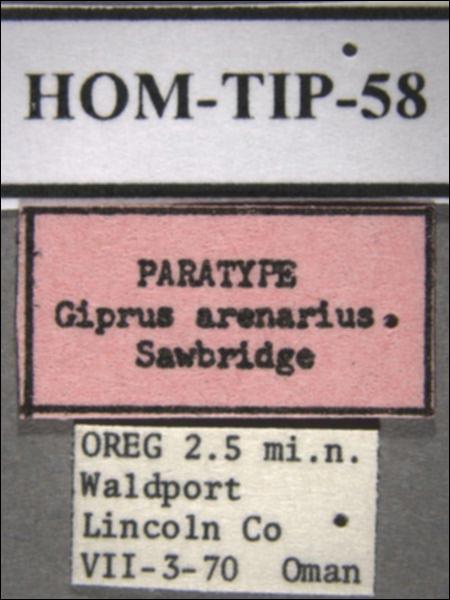 HOM-TIP-58
PARATYPE
Giprus arenarius
Sawbridge
OREG 2.5 mi.n.
Waldport
Lincoln Co
VII-3-70 Oman